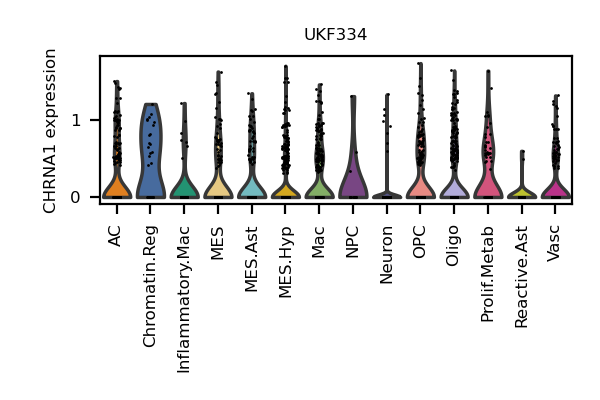 UKF334
CHRNA1 expression
1
0
AC
Chromatin.Reg
Inflammatory.Mac
MES
MES.Ast
MES.Hyp
Mac
NPC
Neuron
OPC
Oligo
Prolif.Metab
Reactive.Ast
Vasc